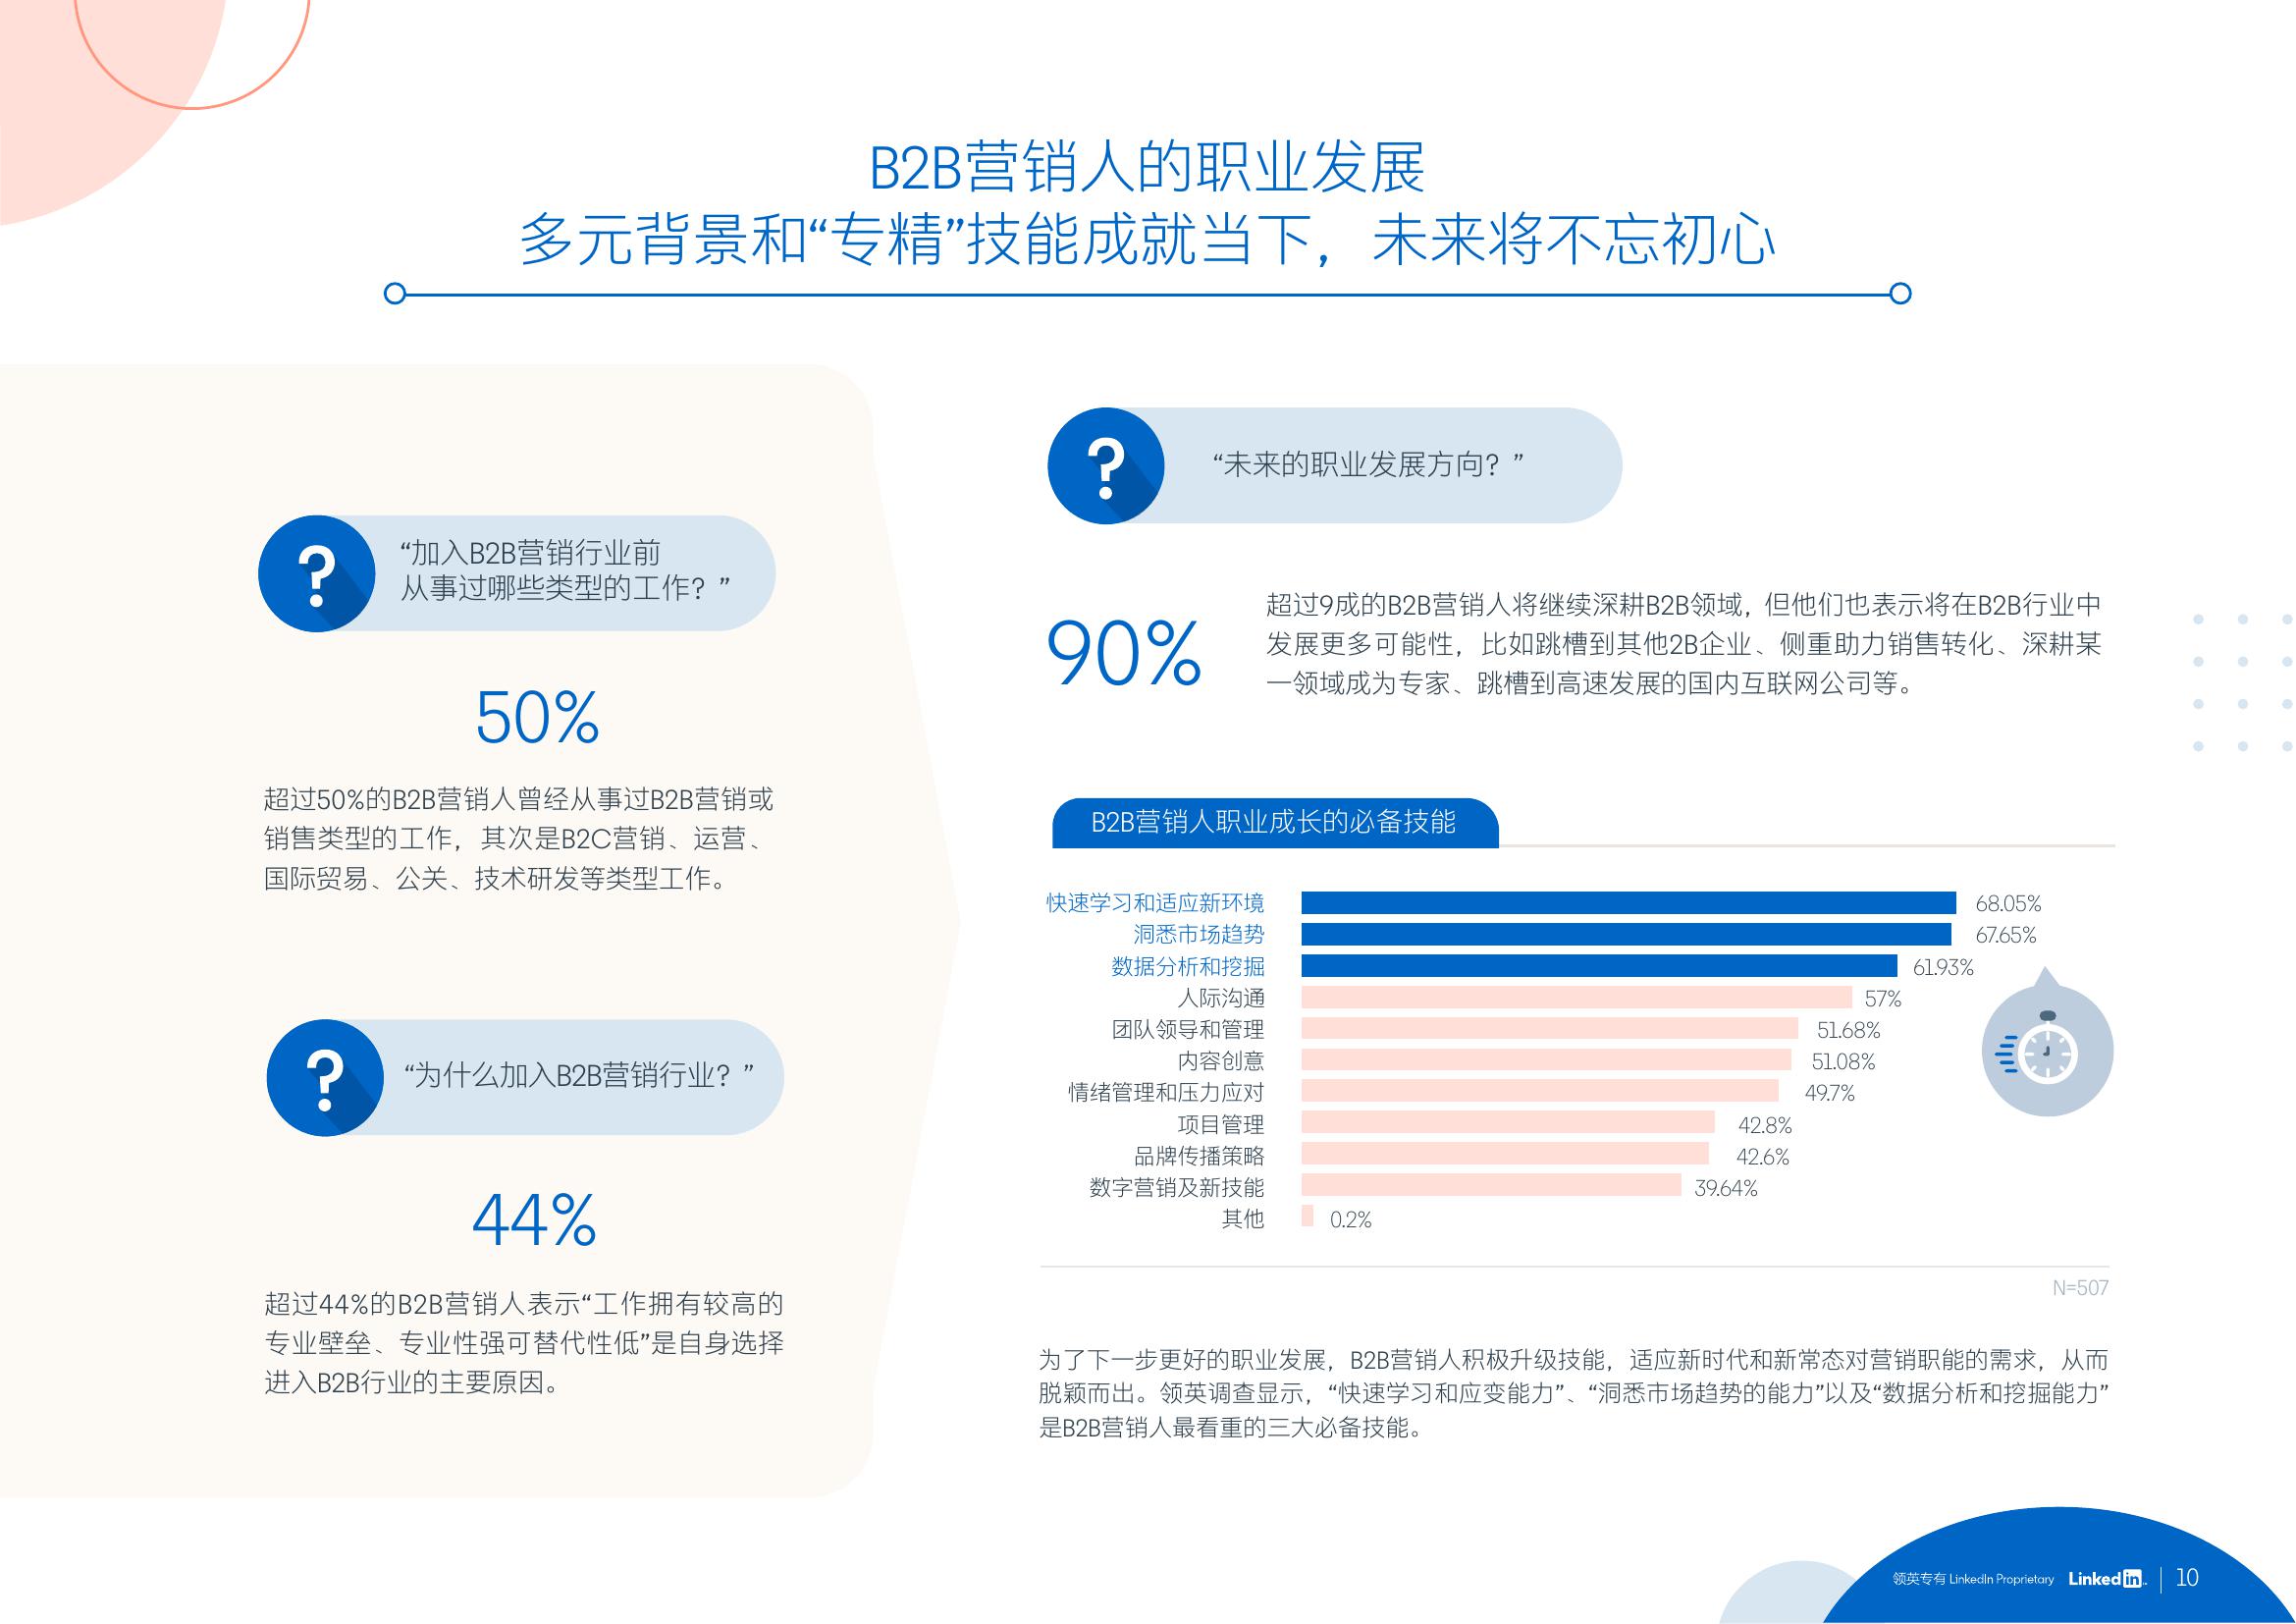 B2B营销人的职业发展
多元背景和“专精”技能成就当下，未来将不忘初心
“加入B2B营销行业前
从事过哪些类型的工作？”
50%
超过50%的B2B营销人曾经从事过B2B营销或
销售类型的工作，其次是B2C营销、运营、
国际贸易、公关、技术研发等类型工作。
“为什么加入B2B营销行业？”
44%
超过44%的B2B营销人表示“工作拥有较高的
专业壁垒、专业性强可替代性低”是自身选择
进入B2B行业的主要原因。
“未来的职业发展方向？”
90%
超过9成的B2B营销人将继续深耕B2B领域，但他们也表示将在B2B行业中
发展更多可能性，比如跳槽到其他2B企业、侧重助力销售转化、深耕某
一领域成为专家、跳槽到高速发展的国内互联网公司等。
B2B营销人职业成长的必备技能
快速学习和适应新环境 68.05%
洞悉市场趋势 67.65%
数据分析和挖掘 61.93%
人际沟通 57%
团队领导和管理 51.68%
内容创意 51.08%
情绪管理和压力应对 49.7%
项目管理 42.8%
品牌传播策略 42.6%
数字营销及新技能 39.64%
其他 0.2%
N=507
为了下一步更好的职业发展，B2B营销人积极升级技能，适应新时代和新常态对营销职能的需求，从而
脱颖而出。领英调查显示，“快速学习和应变能力”、“洞悉市场趋势的能力”以及“数据分析和挖掘能力”
是B2B营销人最看重的三大必备技能。
领英专有 LinkedIn Proprietary LinkedIn 10